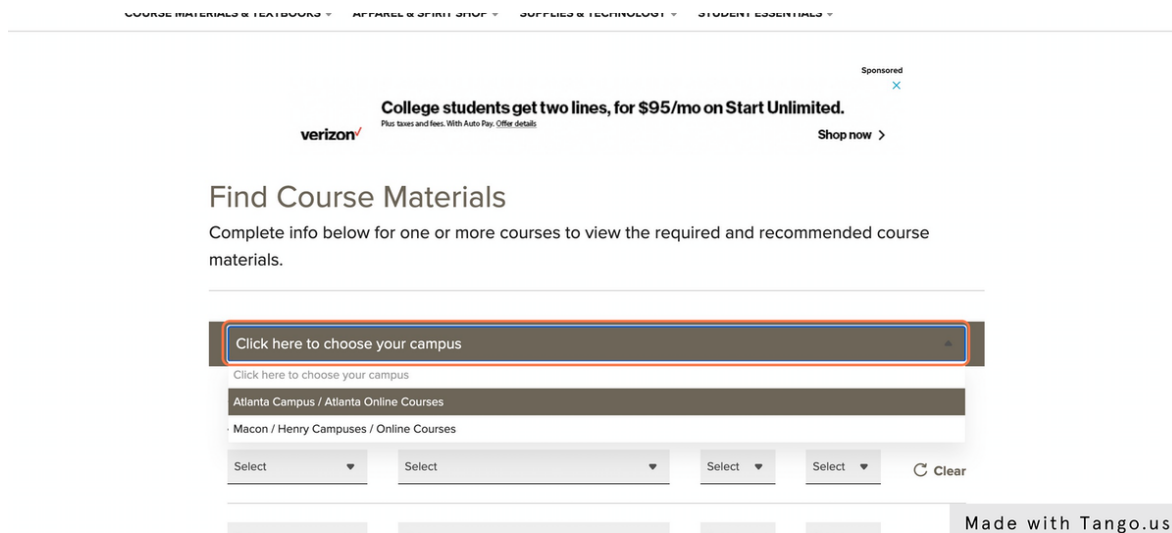 COURSE MATERIALS & TEXTBOOKS APPAREL & SPIRIT SHOP SUPPLIES & TECHNOLOGY STUDENT ESSENTIALS
Sponsored
College students get two lines, for $95/mo on Start Unlimited.
Plus taxes and fees. With Auto Pay. Offer details
verizon
Shop now >
Find Course Materials
Complete info below for one or more courses to view the required and recommended course
materials.
Click here to choose your campus
Click here to choose your campus
Atlanta Campus / Atlanta Online Courses
Macon / Henry Campuses / Online Courses
Select Select Select Select Clear
Made with Tango.us